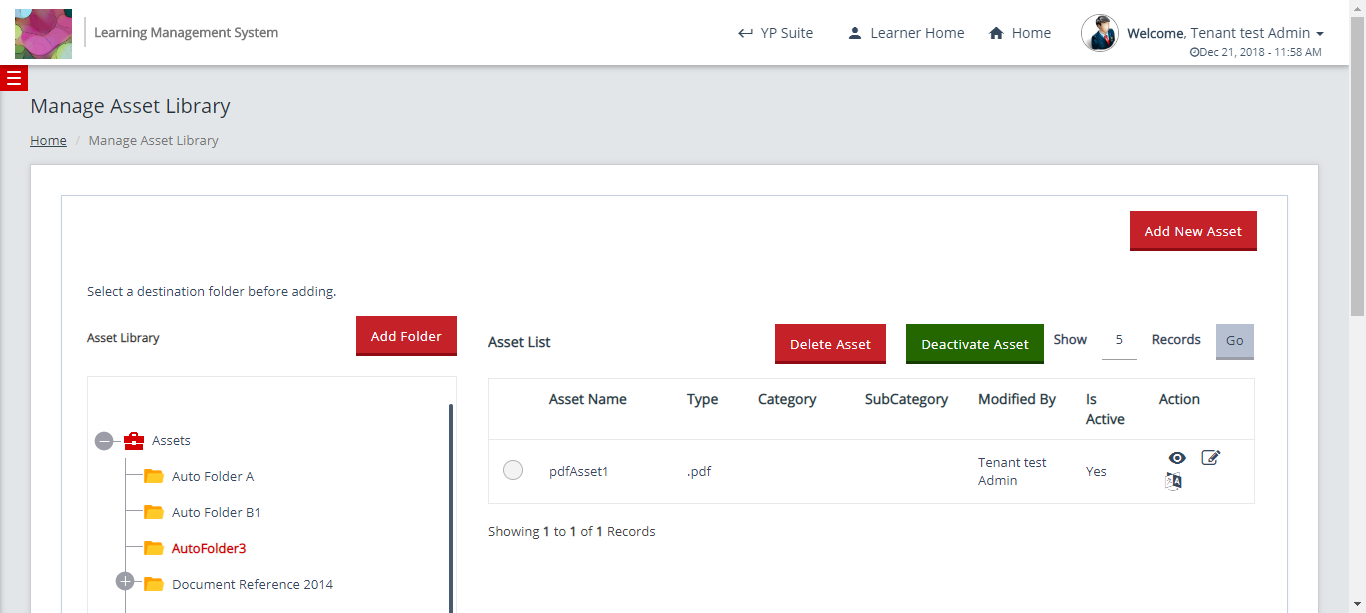 Learning Management System
YP Suite
Learner Home
Home
Welcome, Tenant test Admin
Dec 21, 2018 - 11:58 AM
Manage Asset Library
Home / Manage Asset Library
Add New Asset
Select a destination folder before adding.
Asset Library
Add Folder
Assets
Auto Folder A
Auto Folder B1
AutoFolder3
Document Reference 2014
Asset List
Delete Asset
Deactivate Asset
Show 5 Records
Go
Asset Name Type Category SubCategory Modified By Is Action
Active
pdfAsset1 .pdf Tenant test Yes
Admin
Showing 1 to 1 of 1 Records